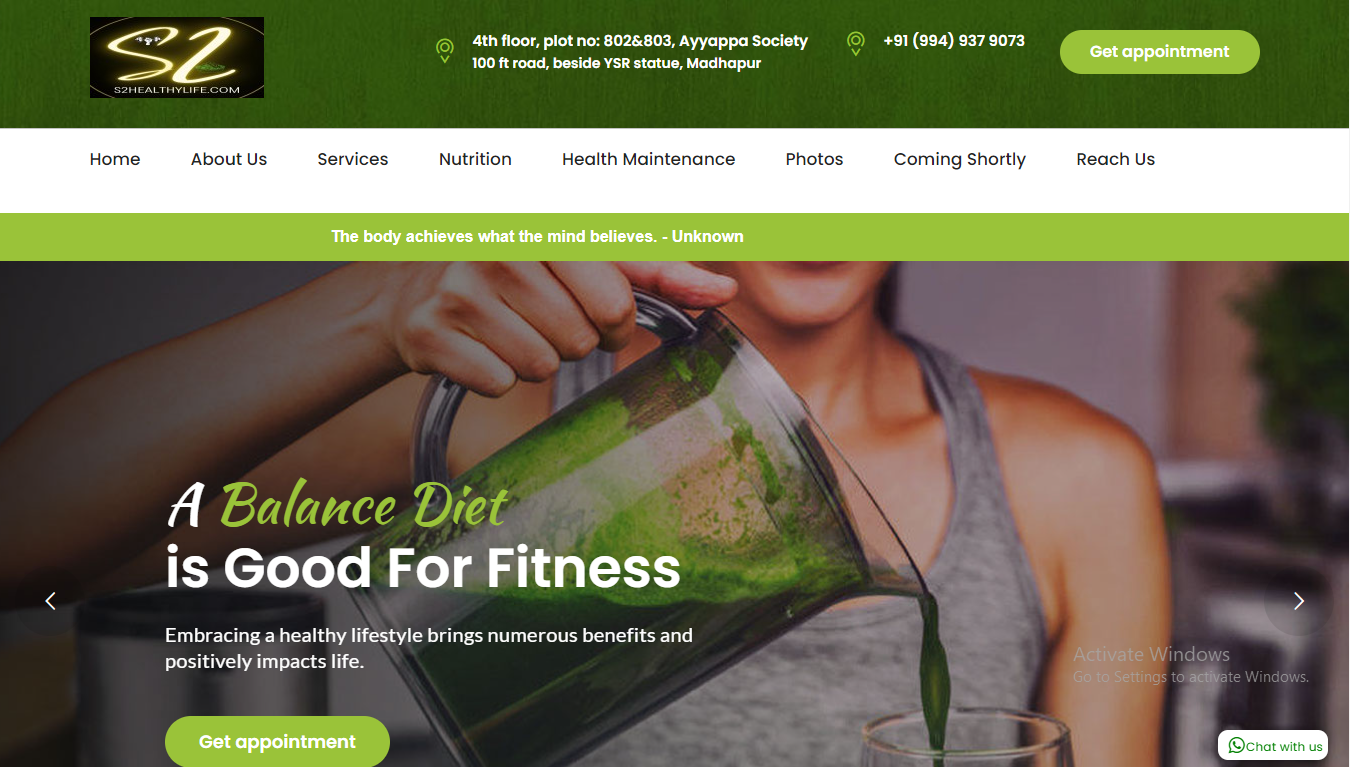 S2
S2HEALTHYLIFE.COM
4th floor, plot no: 802&803, Ayyappa Society
100 ft road, beside YSR statue, Madhapur
+91 (994) 937 9073
Get appointment
Home About Us Services Nutrition Health Maintenance Photos Coming Shortly Reach Us
The body achieves what the mind believes. - Unknown
A Balance Diet
is Good For Fitness
Embracing a healthy lifestyle brings numerous benefits and
positively impacts life.
Get appointment
Activate Windows
Go to Settings to activate Windows.
Chat with us